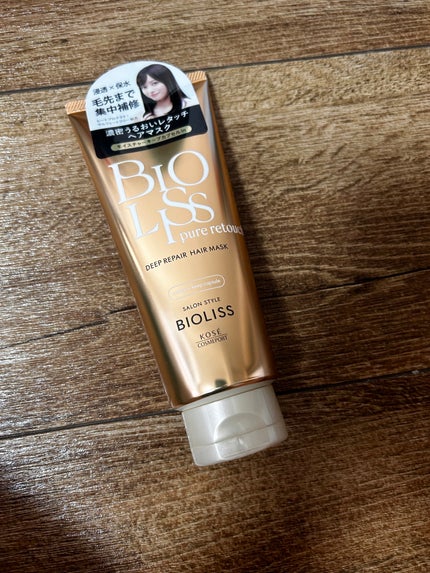 浸透×保水
毛先まで
集中補修
濃密うるおいレタッチ
ヘアマスク
BIO
LISS
pure retouch
DEEP REPAIR HAIR MASK
SALON STYLE
BIOLISS
KOSÉ
COSMEPORT